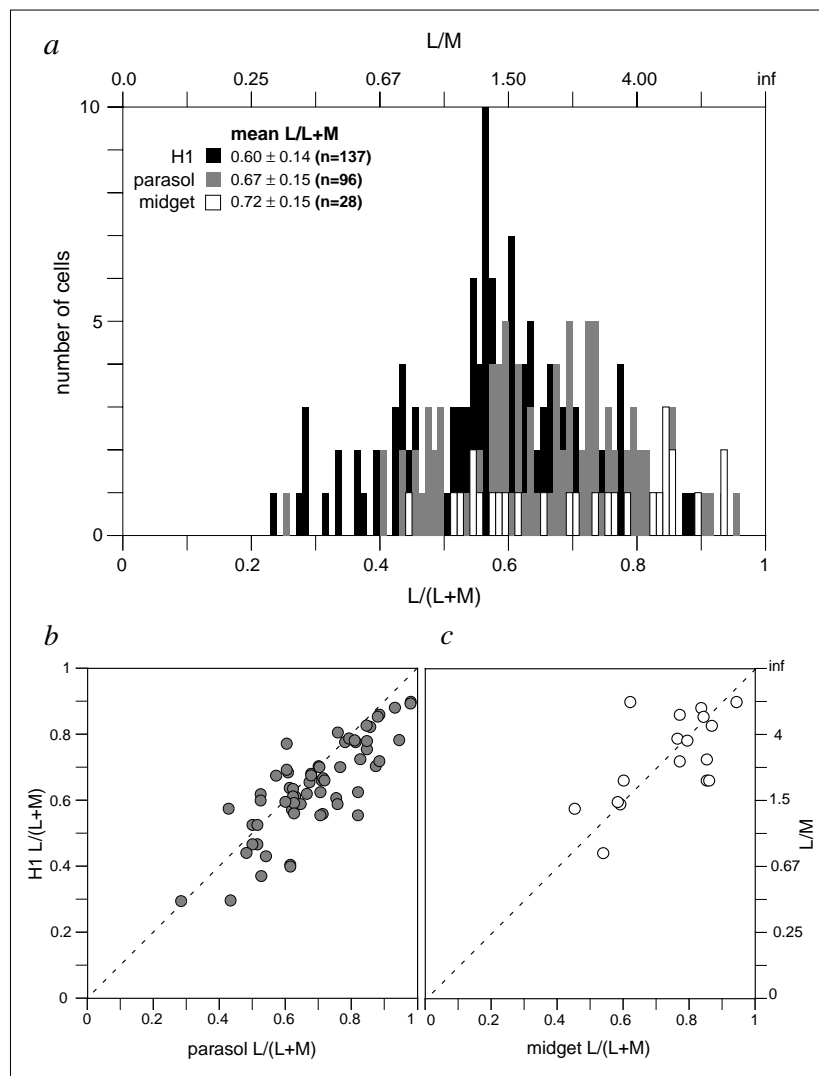 a
L/M
0.0 0.25 0.67 1.50 4.00 inf
10
5
0
number of cells
mean L/L+M
H1 0.60 ± 0.14 (n=137)
parasol 0.67 ± 0.15 (n=96)
midget 0.72 ± 0.15 (n=28)
0 0.2 0.4 0.6 0.8 1
L/(L+M)
b
1
0.8
0.6
0.4
0.2
0
H1 L/(L+M)
0 0.2 0.4 0.6 0.8 1
parasol L/(L+M)
c
inf
4
1.5
0.67
0.25
0
L/M
0 0.2 0.4 0.6 0.8 1
midget L/(L+M)